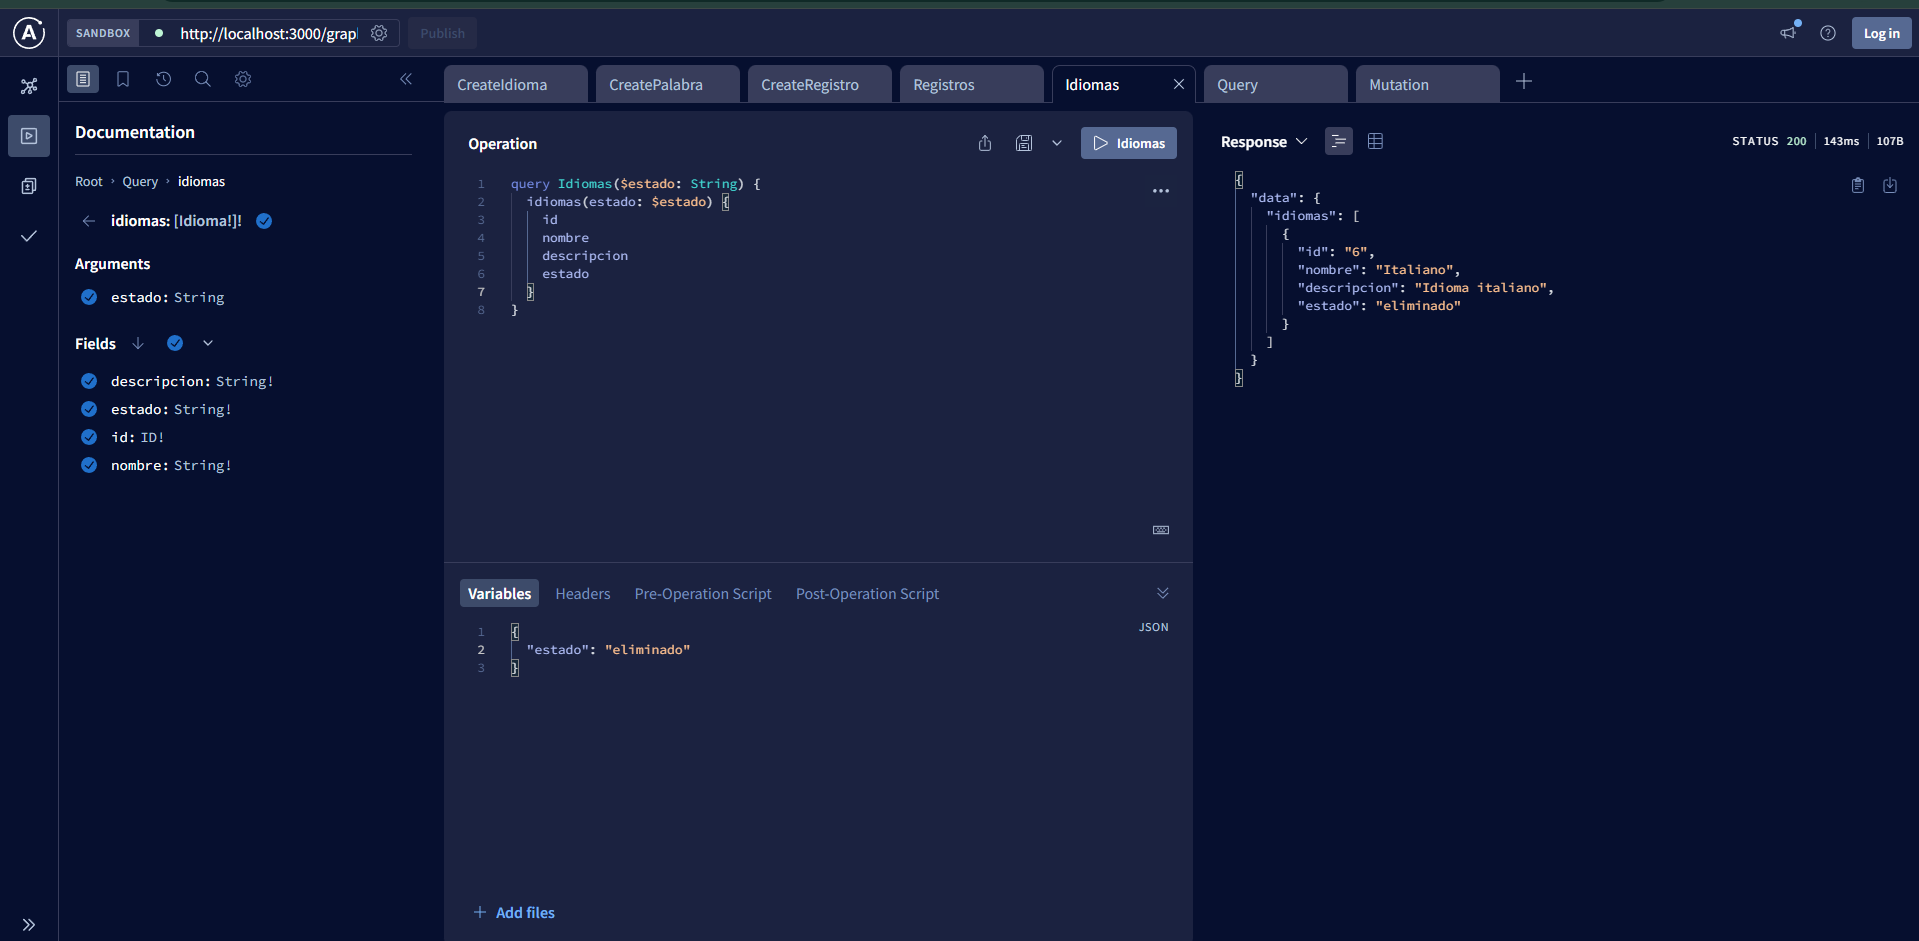 SANDBOX
http://localhost:3000/grap
Publish
Log in
CreateIdioma
CreatePalabra
CreateRegistro
Registros
Idiomas
Query
Mutation
Documentation
Root › Query › idiomas
idiomas: [Idioma!]!
Arguments
estado: String
Fields
descripcion: String!
estado: String!
id: ID!
nombre: String!
Operation
Idiomas
1 query Idiomas($estado: String) {
2 idiomas(estado: $estado) {
3 id
4 nombre
5 descripcion
6 estado
7 }
8 }
Variables
Headers
Pre-Operation Script
Post-Operation Script
JSON
1 {
2 "estado": "eliminado"
3 }
Add files
Response
STATUS 200
143ms
107B
{
"data": {
"idiomas": [
{
"id": "6",
"nombre": "Italiano",
"descripcion": "Idioma italiano",
"estado": "eliminado"
}
]
}
}